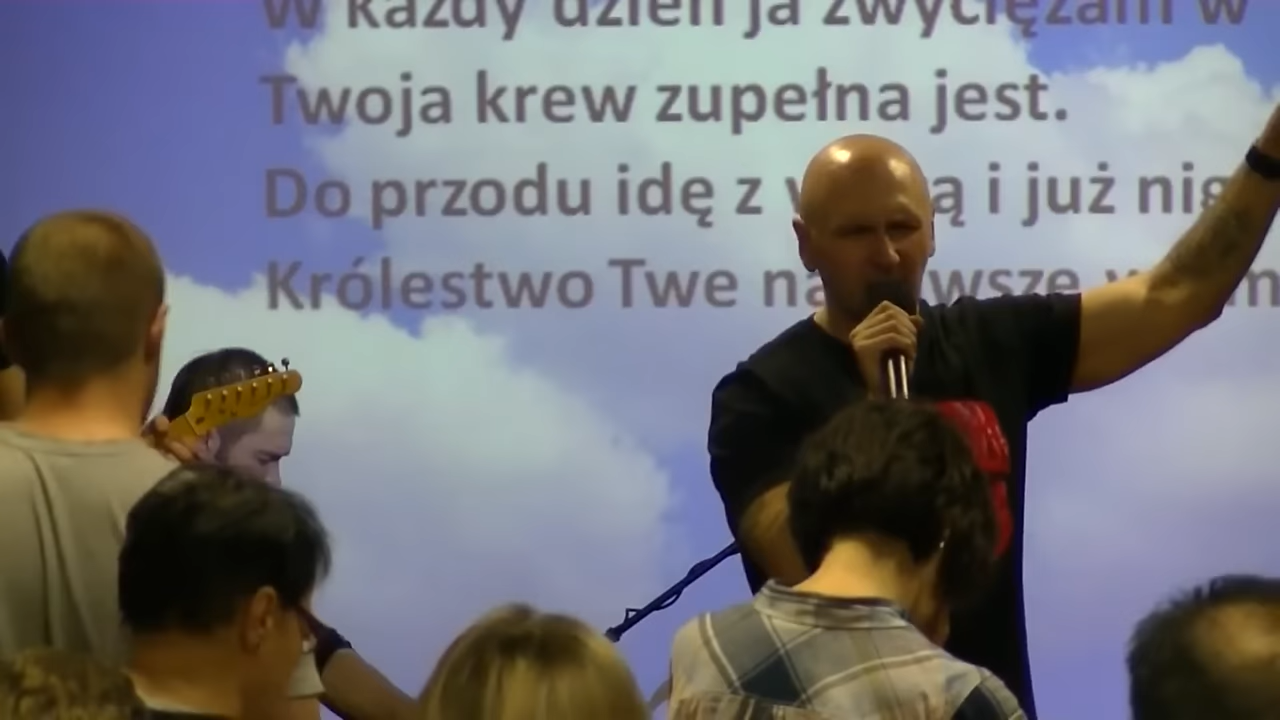 W każdy dzień ja zwyciężam w
Twoja krew zupełna jest.
Do przodu idę z i już
Królestwo Twe